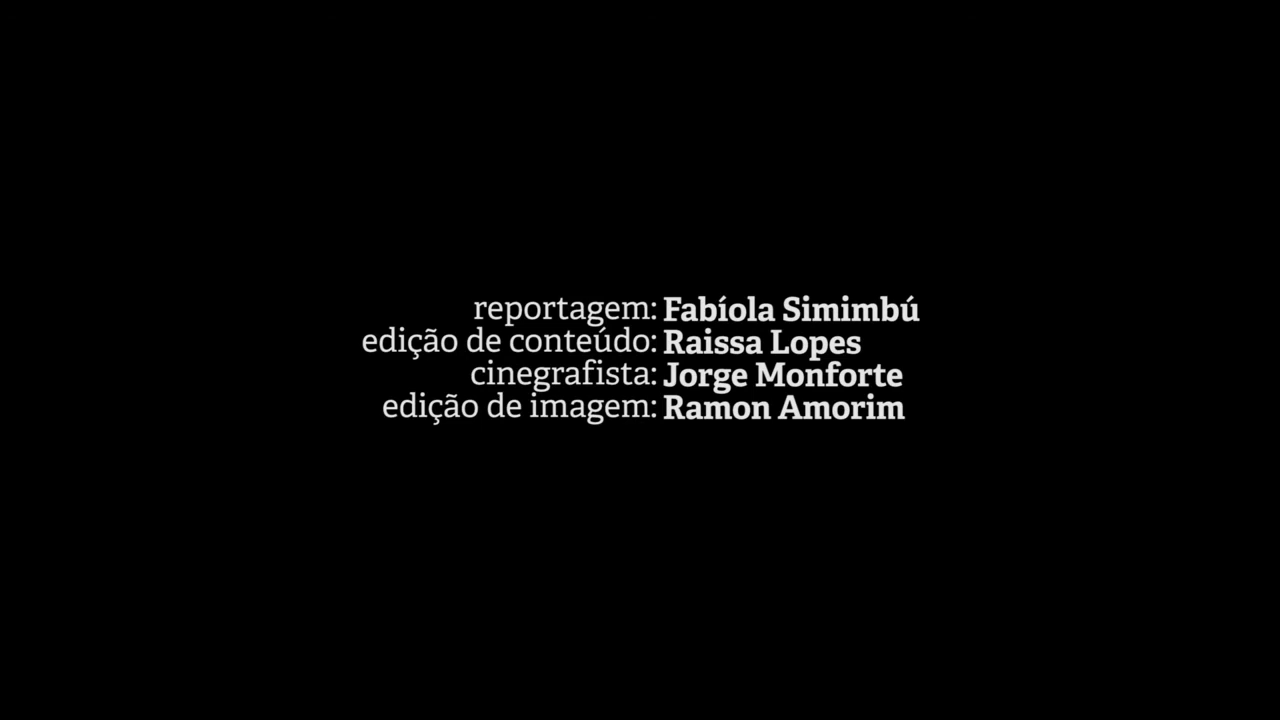 reportagem: Fabíola Simimbú
edição de conteúdo: Raissa Lopes
cinegrafista: Jorge Monforte
edição de imagem: Ramon Amorim